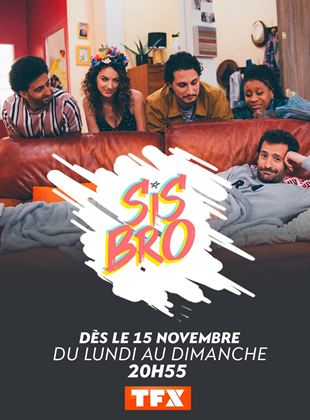 SIS
BRO
DÈS LE 15 NOVEMBRE
DU LUNDI AU DIMANCHE
20H55
TFX